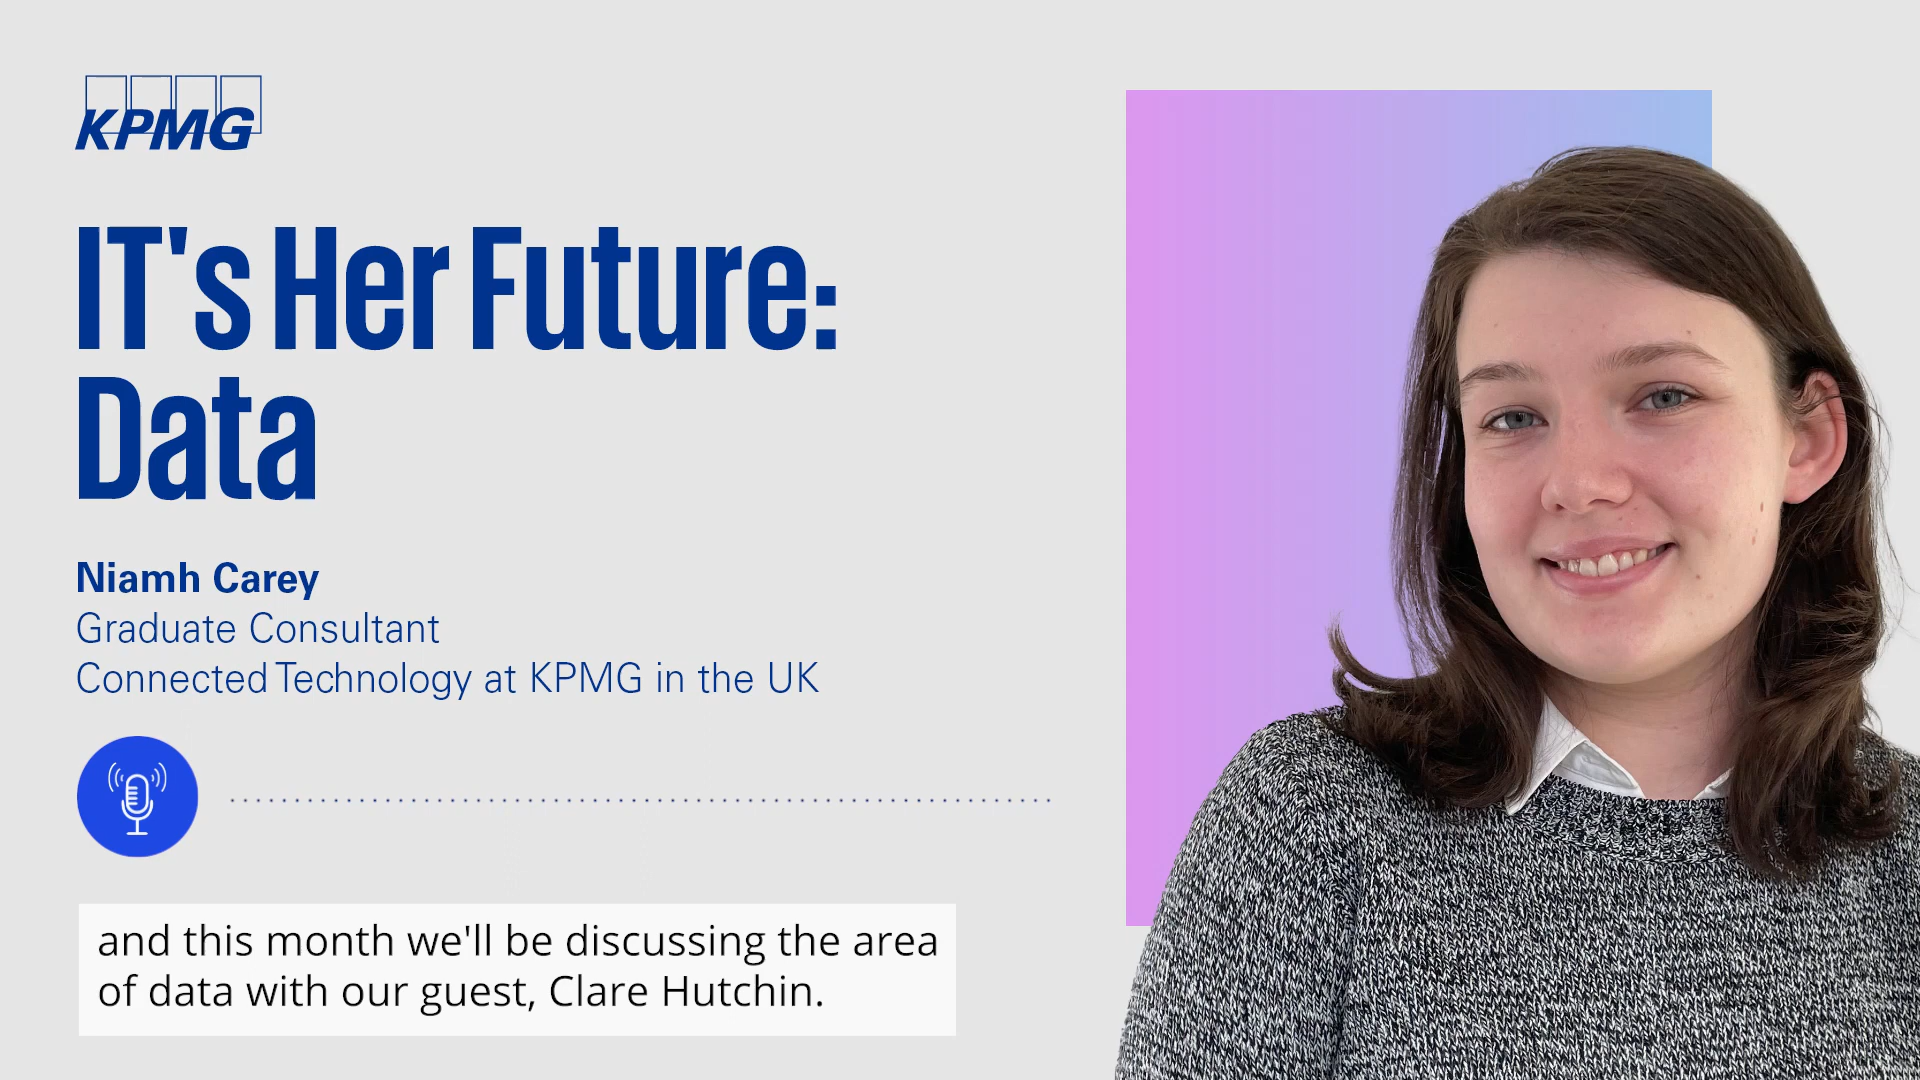 KPMG
IT's Her Future:
Data
Niamh Carey
Graduate Consultant
Connected Technology at KPMG in the UK
and this month we'll be discussing the area
of data with our guest, Clare Hutchin.